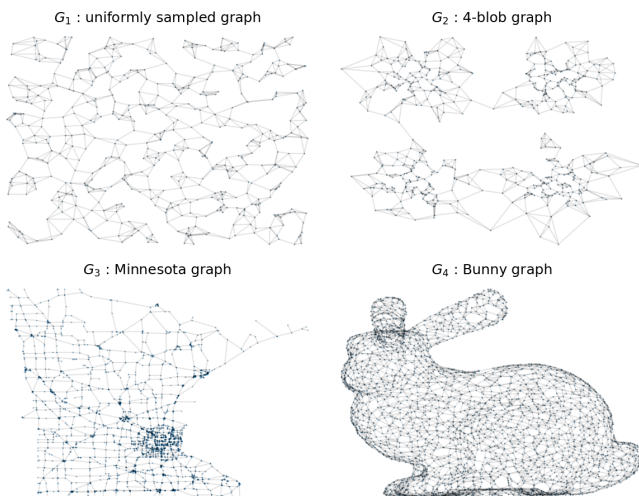 G₁ : uniformly sampled graph
G₂ : 4-blob graph
G₃ : Minnesota graph
G₄ : Bunny graph